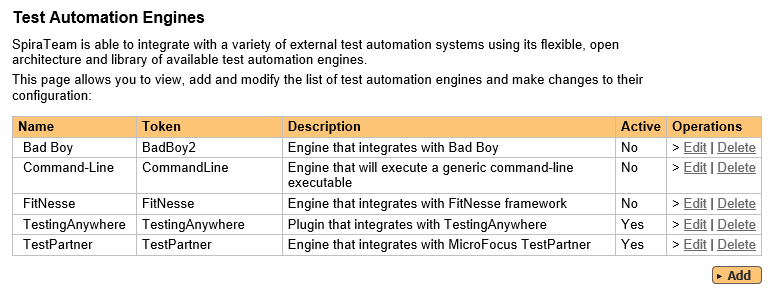 Test Automation Engines
SpiraTeam is able to integrate with a variety of external test automation systems using its flexible, open
architecture and library of available test automation engines.
This page allows you to view, add and modify the list of test automation engines and make changes to their
configuration:
Name Token Description Active Operations
Bad Boy BadBoy2 Engine that integrates with Bad Boy No > Edit | Delete
Command-Line CommandLine Engine that will execute a generic command-line No > Edit | Delete
executable
FitNesse FitNesse Engine that integrates with FitNesse framework No > Edit | Delete
TestingAnywhere TestingAnywhere Plugin that integrates with TestingAnywhere Yes > Edit | Delete
TestPartner TestPartner Engine that integrates with MicroFocus TestPartner Yes > Edit | Delete
▸ Add